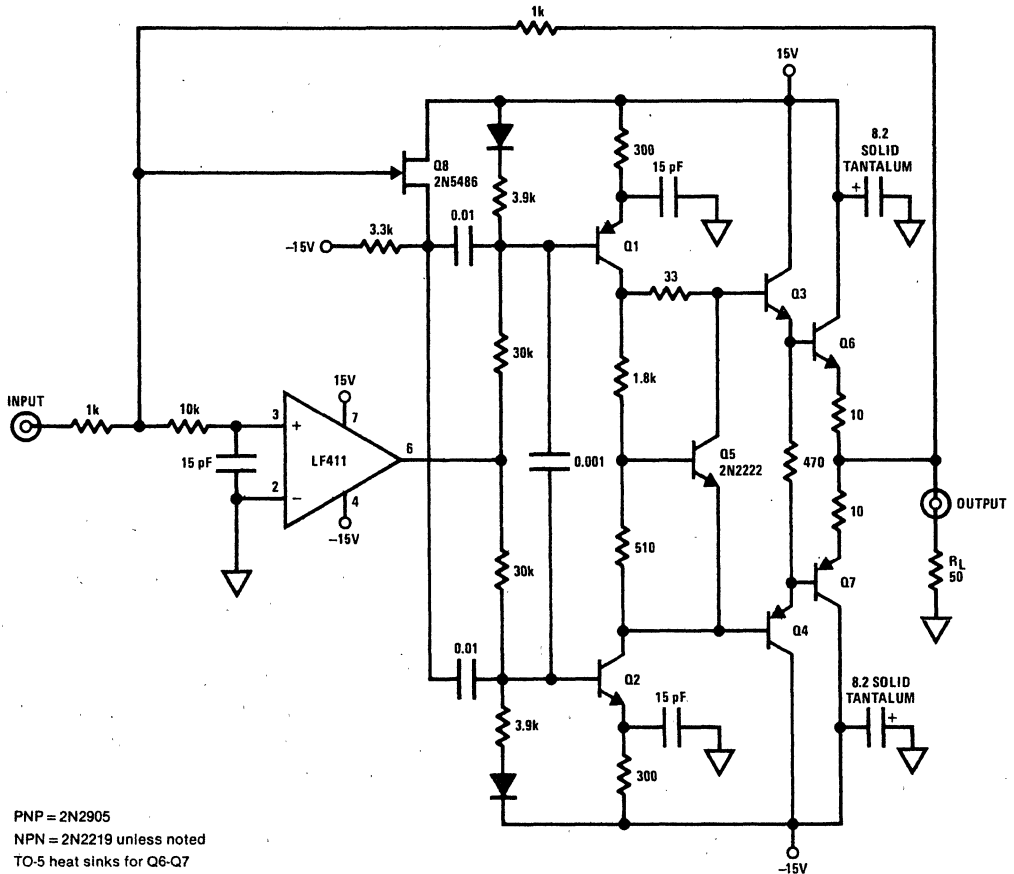 1k
15V
8.2
SOLID
TANTALUM
+
300
15 pF
Q8
2N5486
3.9k
0.01
3.3k
–15V
Q1
33
Q3
Q6
30k
1.8k
10
INPUT
1k
10k
15V
3
+
7
LF411
6
15 pF
2
–
4
–15V
0.001
Q5
2N2222
470
OUTPUT
10
30k
510
RL
50
Q7
Q4
0.01
Q2
15 pF
8.2 SOLID
TANTALUM
+
3.9k
300
–15V
PNP = 2N2905
NPN = 2N2219 unless noted
TO-5 heat sinks for Q6-Q7